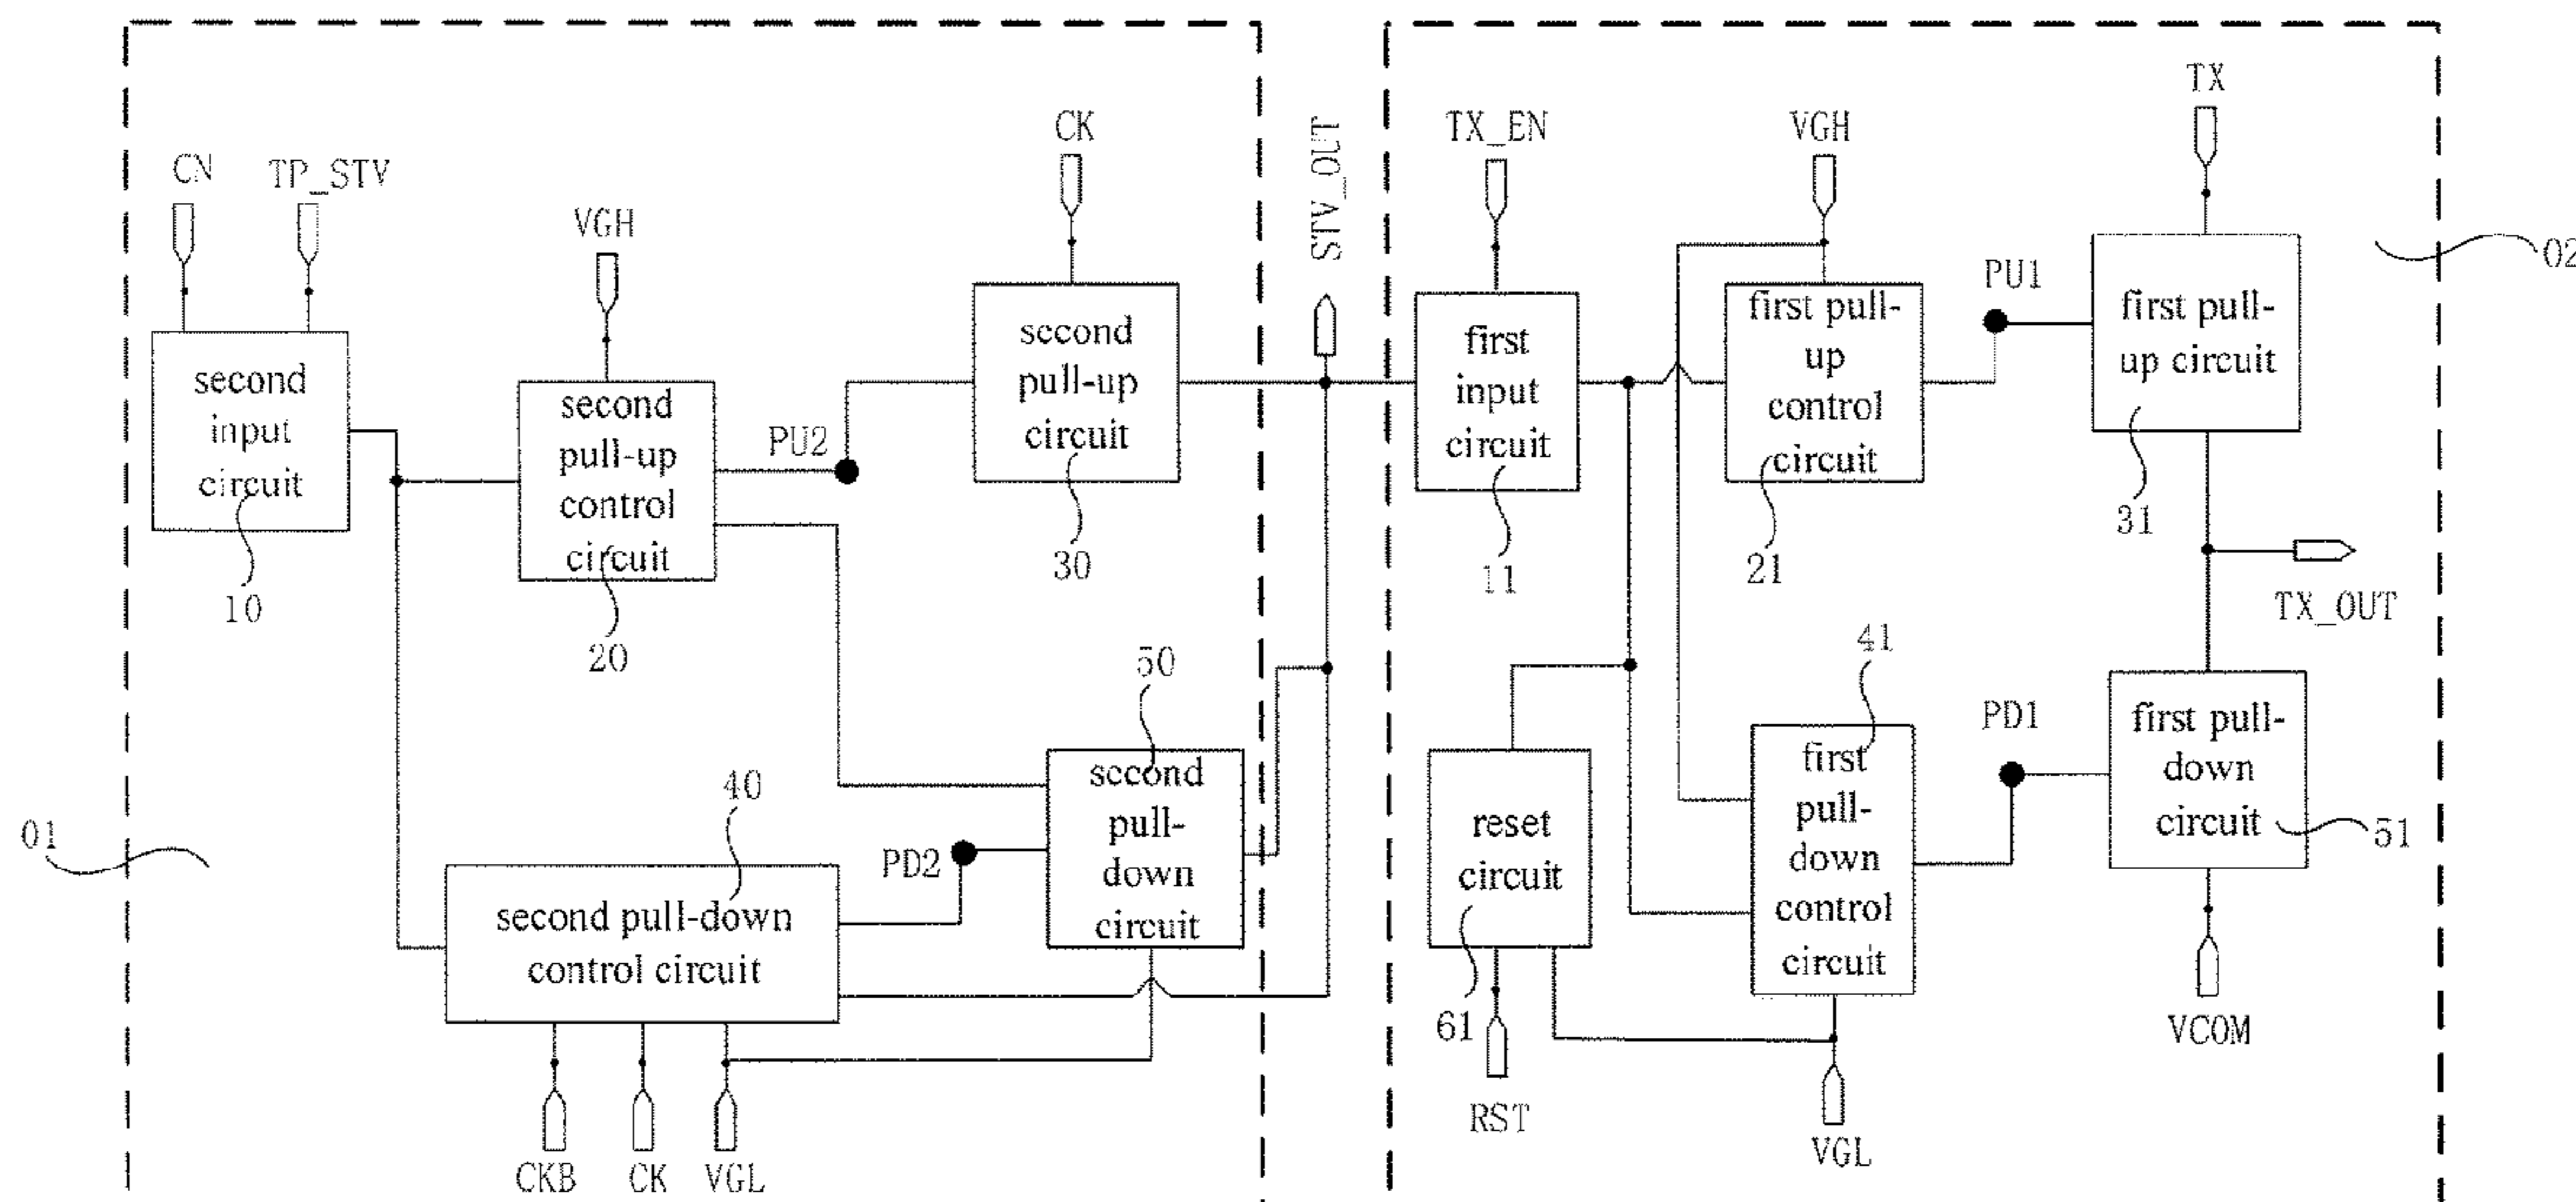 CN
TP_STV
VGH
CK
STV_OUT
TX_EN
VGH
TX
02
second
input
circuit
10
second
pull-up
control
circuit
20
PU2
second
pull-up
circuit
30
first
input
circuit
11
first pull-
up
control
circuit
21
PU1
first pull-
up circuit
31
TX_OUT
01
40
second pull-down
control circuit
PD2
50
second
pull-
down
circuit
CKB
CK
VGL
reset
circuit
61
RST
41
first
pull-
down
control
circuit
VGL
PD1
first pull-
down
circuit
51
VCOM